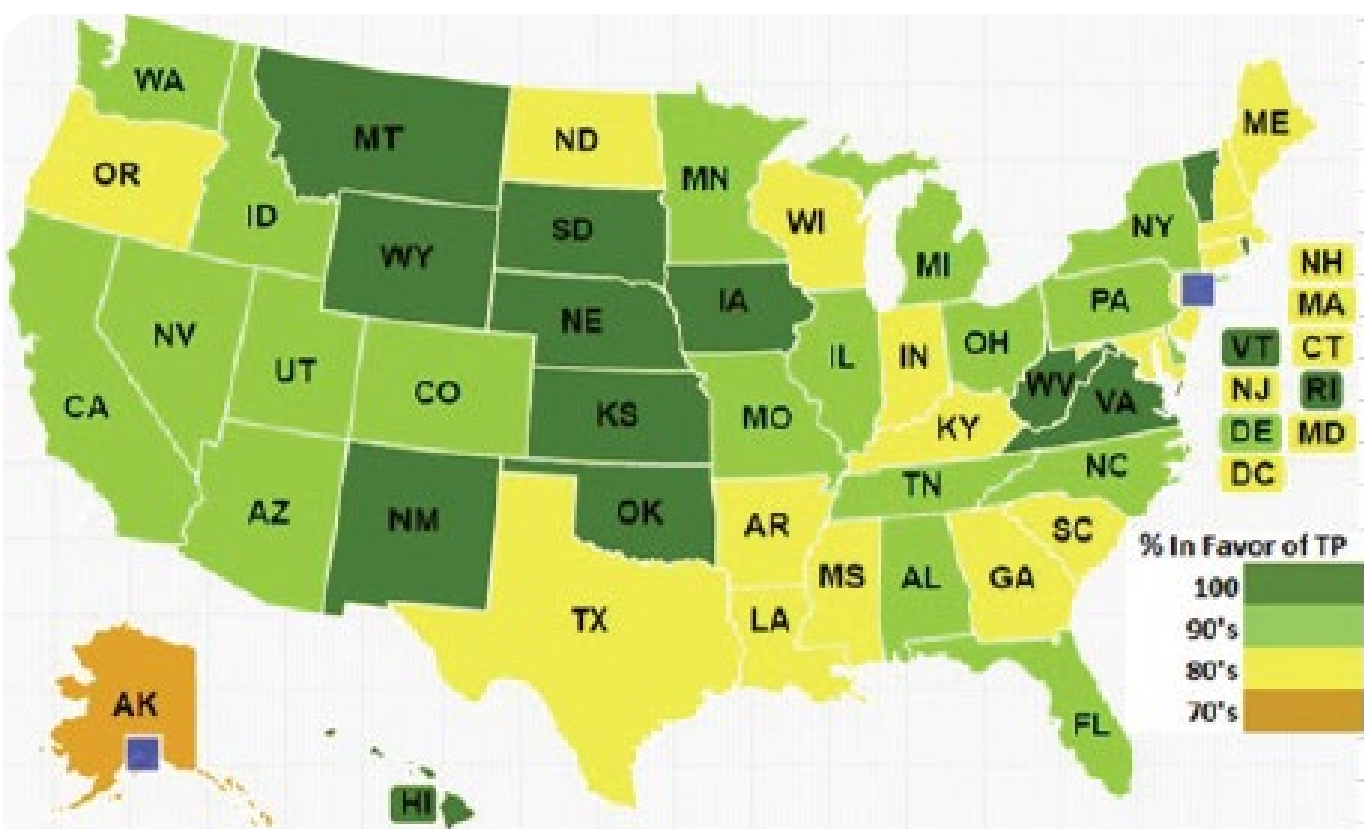 WA
MT
ND
ME
OR
MN
ID
SD
WI
NY
WY
MI
NH
IA
PA
MA
NE
NV
IL
IN
OH
VT
CT
UT
CO
WV
VA
NJ
RI
CA
KS
MO
KY
DE
MD
NC
TN
DC
AZ
NM
OK
AR
SC
% In Favor of TP
MS
AL
GA
100
TX
LA
90's
80's
AK
70's
FL
HI